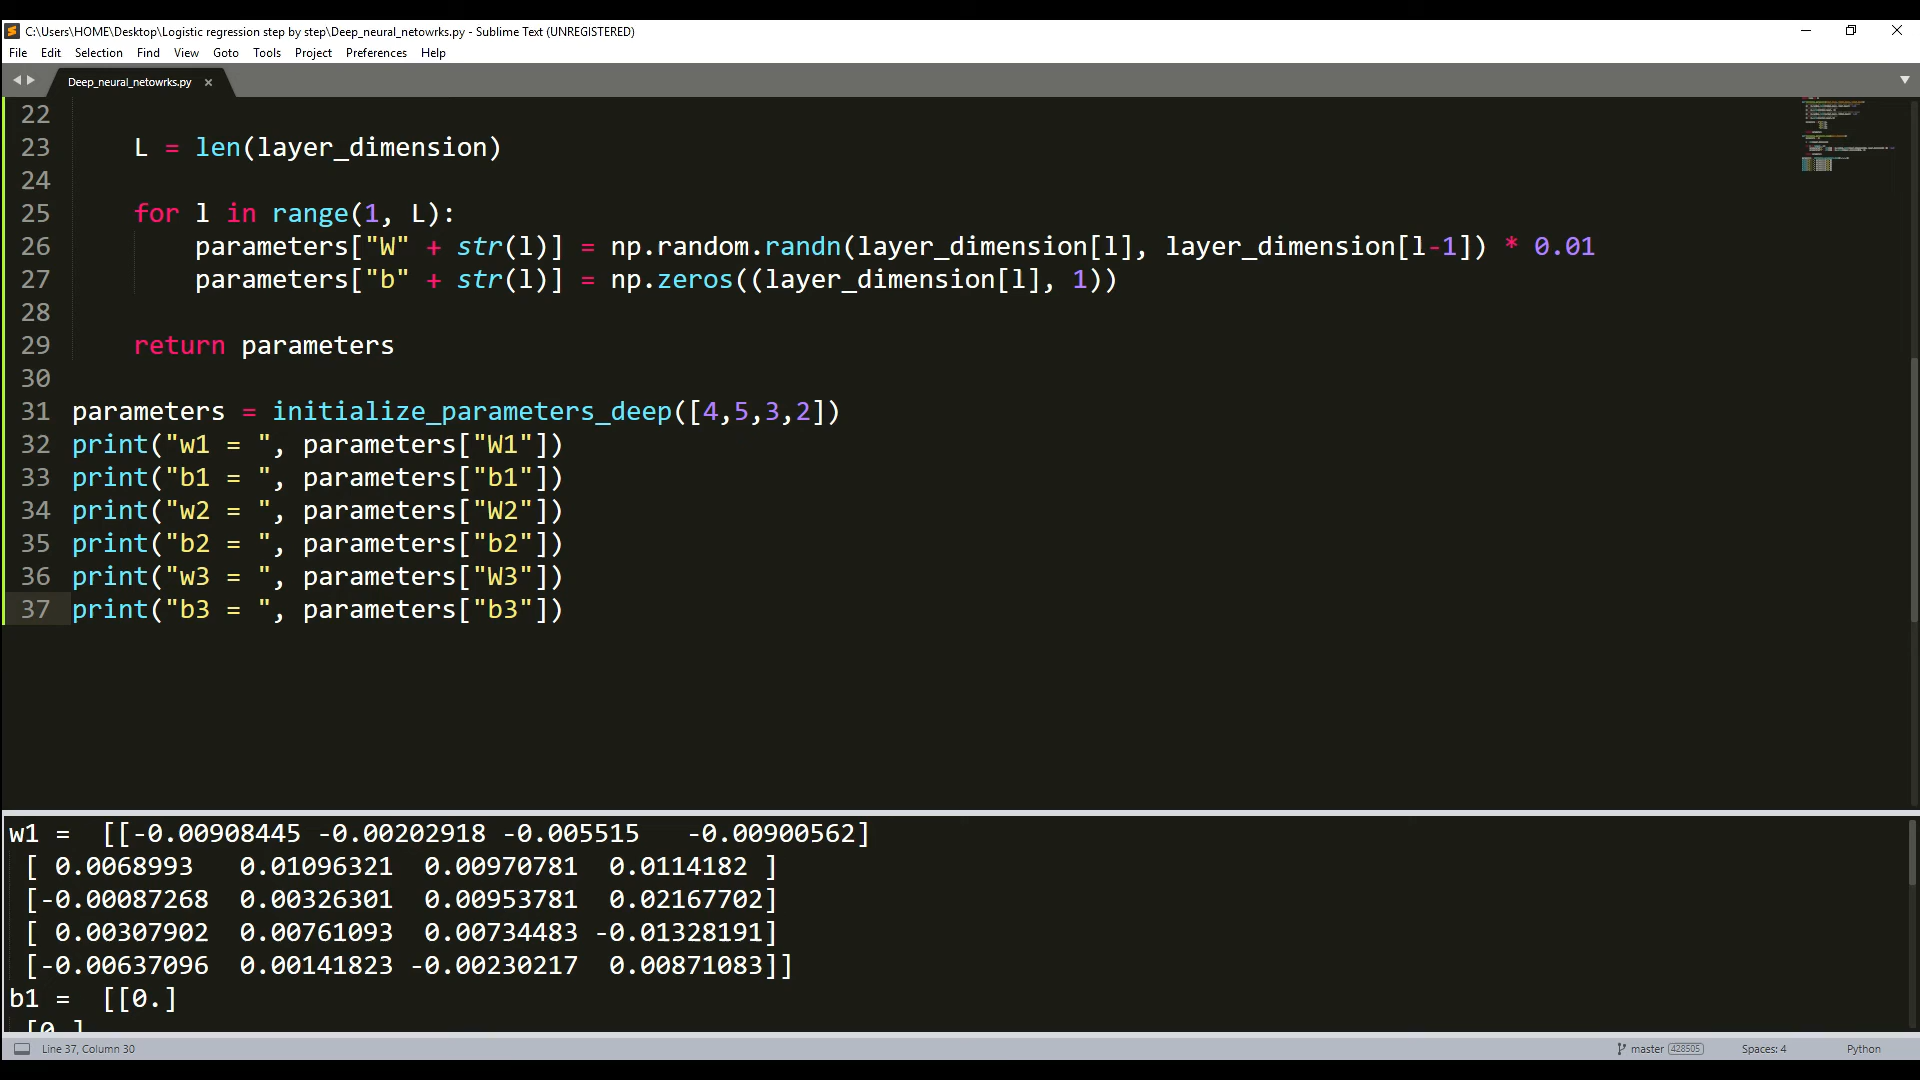 C:\Users\HOME\Desktop\Logistic regression step by step\Deep_neural_netowrks.py - Sublime Text (UNREGISTERED)
File Edit Selection Find View Goto Tools Project Preferences Help
Deep_neural_netowrks.py ×
22
23 L = len(layer_dimension)
24
25 for l in range(1, L):
26 parameters["W" + str(l)] = np.random.randn(layer_dimension[l], layer_dimension[l-1]) * 0.01
27 parameters["b" + str(l)] = np.zeros((layer_dimension[l], 1))
28
29 return parameters
30
31 parameters = initialize_parameters_deep([4,5,3,2])
32 print("w1 = ", parameters["W1"])
33 print("b1 = ", parameters["b1"])
34 print("w2 = ", parameters["W2"])
35 print("b2 = ", parameters["b2"])
36 print("w3 = ", parameters["W3"])
37 print("b3 = ", parameters["b3"])
w1 =  [[-0.00908445 -0.00202918 -0.005515   -0.00900562]
[ 0.0068993   0.01096321  0.00970781  0.0114182 ]
[-0.00087268  0.00326301  0.00953781  0.02167702]
[ 0.00307902  0.00761093  0.00734483 -0.01328191]
[-0.00637096  0.00141823 -0.00230217  0.00871083]]
b1 =  [[0.]
[0.]
Line 37, Column 30 master 428505 Spaces: 4 Python